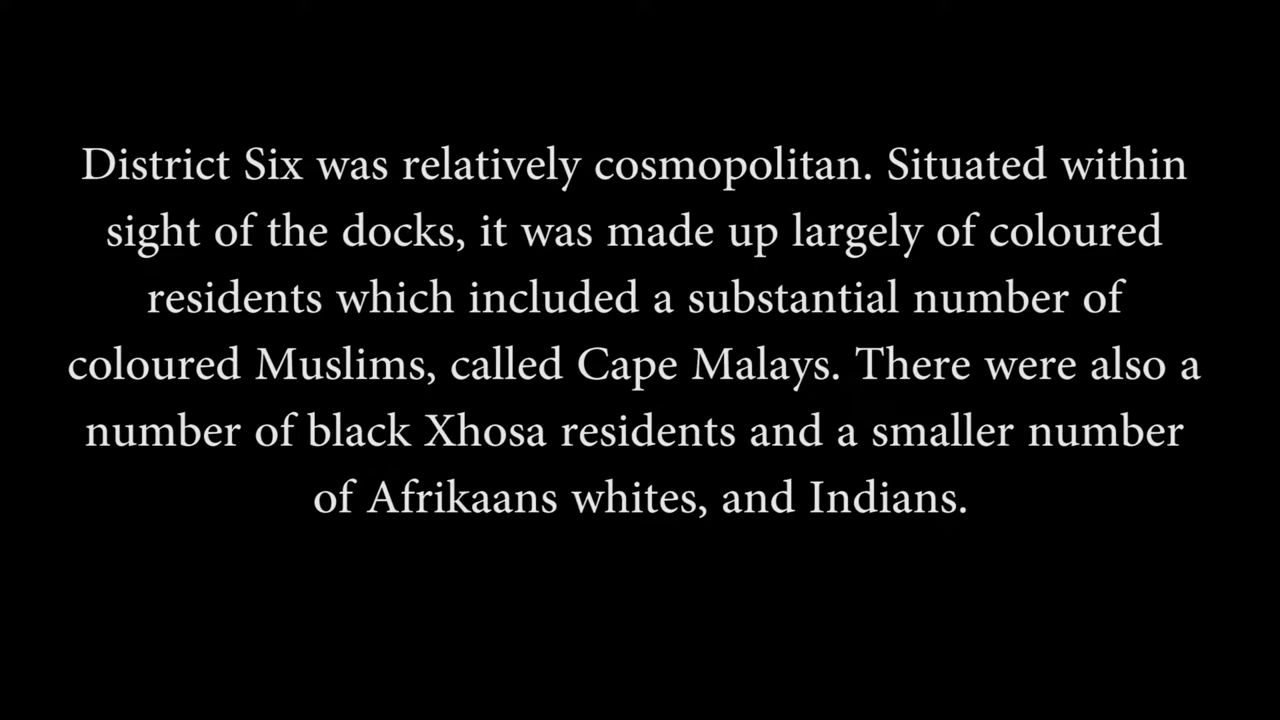 District Six was relatively cosmopolitan. Situated within
sight of the docks, it was made up largely of coloured
residents which included a substantial number of
coloured Muslims, called Cape Malays. There were also a
number of black Xhosa residents and a smaller number
of Afrikaans whites, and Indians.